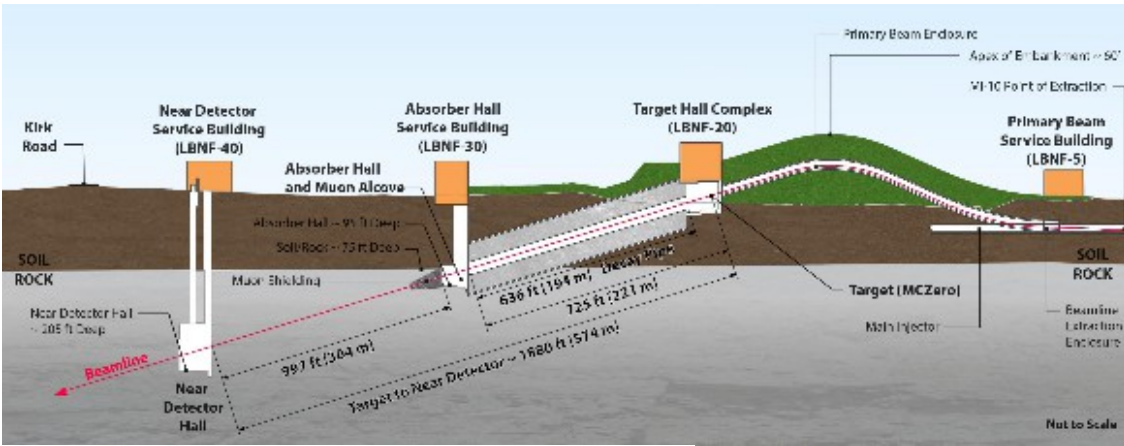 Primary Beam Enclosure
Apex of Embankment ~ 60'
MI-10 Point of Extraction
Kirk
Road
Near Detector
Service Building
(LBNF-40)
Absorber Hall
Service Building
(LBNF-30)
Target Hall Complex
(LBNF-20)
Primary Beam
Service Building
(LBNF-5)
Absorber Hall
and Muon Alcove
Absorber Hall ~ 95 ft Deep
Soil/Rock ~ 75 ft Deep
Muon Shielding
SOIL
ROCK
SOIL
ROCK
636 ft (194 m) - Decay Pipe
725 ft (221 m)
Target (MCZero)
Main Injector
Beamline
Extraction
Enclosure
Near Detector Hall
~ 205 ft Deep
997 ft (304 m)
Target to Near Detector ~ 1880 ft (574 m)
Beamline
Near
Detector
Hall
Not to Scale